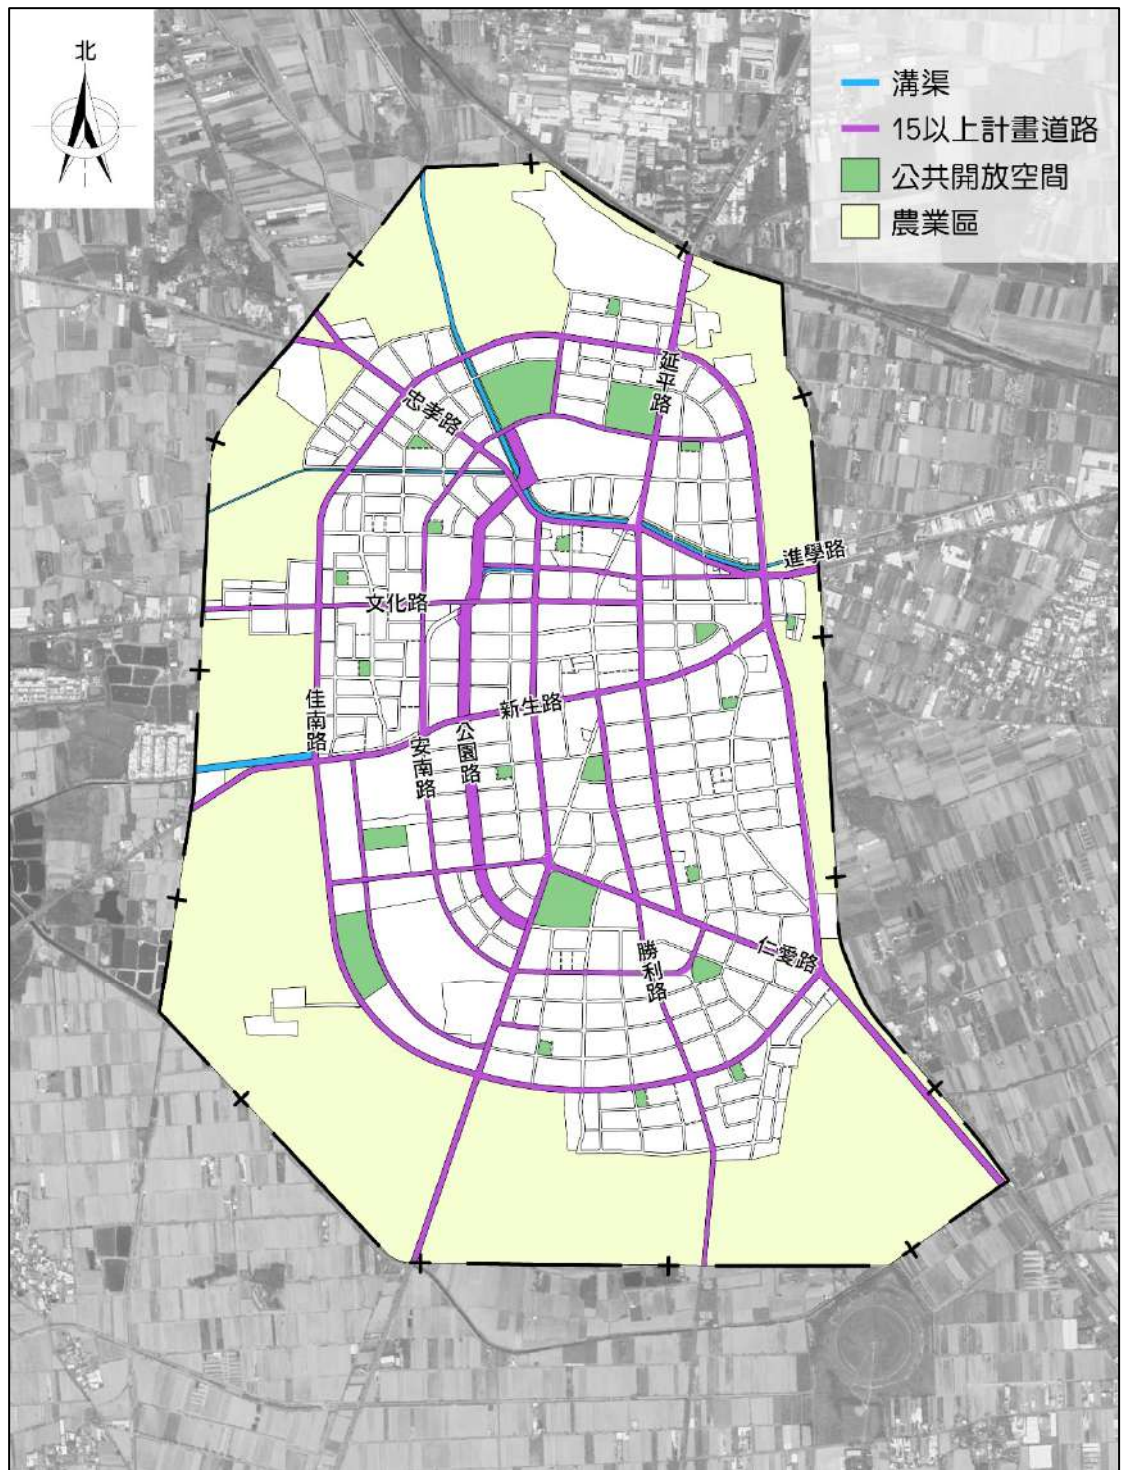 北
溝渠
15以上計畫道路
公共開放空間
農業區
延平路
忠孝路
進學路
文化路
佳南路
新生路
公園路
安南路
仁愛路
勝利路